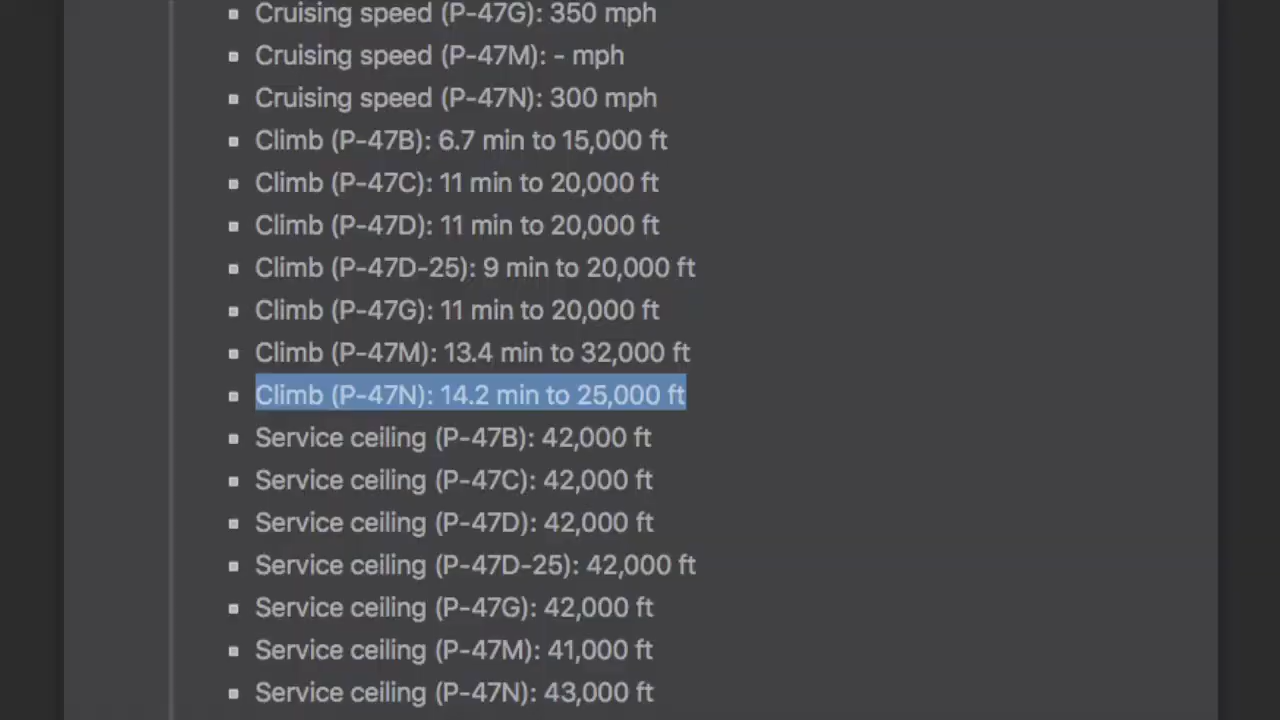 Cruising speed (P-47G): 350 mph
Cruising speed (P-47M): - mph
Cruising speed (P-47N): 300 mph
Climb (P-47B): 6.7 min to 15,000 ft
Climb (P-47C): 11 min to 20,000 ft
Climb (P-47D): 11 min to 20,000 ft
Climb (P-47D-25): 9 min to 20,000 ft
Climb (P-47G): 11 min to 20,000 ft
Climb (P-47M): 13.4 min to 32,000 ft
Climb (P-47N): 14.2 min to 25,000 ft
Service ceiling (P-47B): 42,000 ft
Service ceiling (P-47C): 42,000 ft
Service ceiling (P-47D): 42,000 ft
Service ceiling (P-47D-25): 42,000 ft
Service ceiling (P-47G): 42,000 ft
Service ceiling (P-47M): 41,000 ft
Service ceiling (P-47N): 43,000 ft